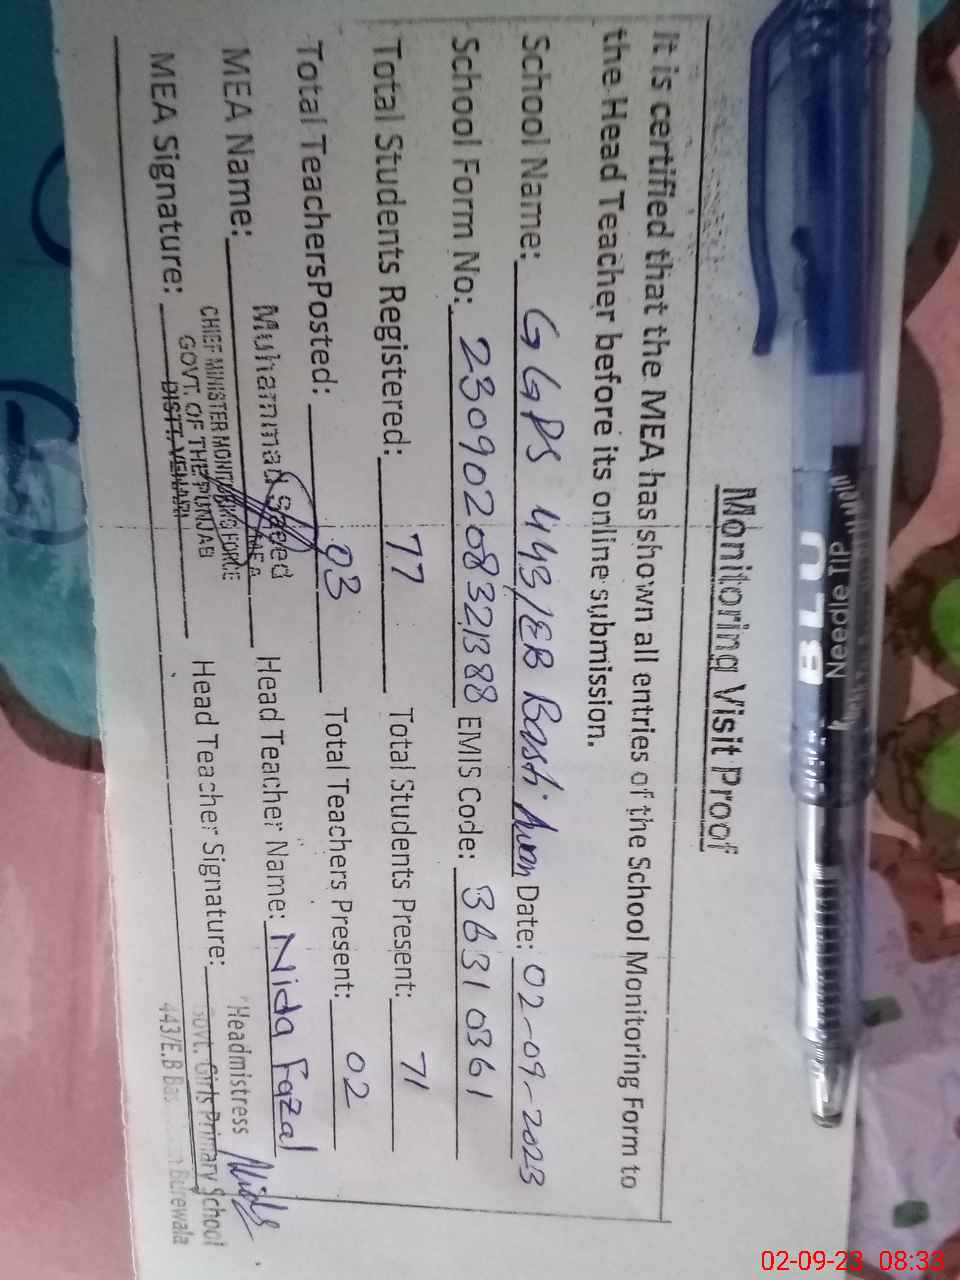 Monitoring Visit Proof
It is certified that the MEA has shown all entries of the School Monitoring Form to
the Head Teacher before its online submission.
School Name: GGPS 443/EB Basti Awan Date: 02-09-2023
School Form No: 23090208321388 EMIS Code: 36310361
Total Students Registered: 77 Total Students Present: 71
Total TeachersPosted: 03 Total Teachers Present: 02
MEA Name: Muhammad Saeed Head Teacher Name: Nida Fazal
MEA
CHIEF MINISTER MONITORING FORCE
GOVT. OF THE PUNJAB
DISTT. VEHARI
MEA Signature: Head Teacher Signature:
Headmistress
Govt. Girls Primary School
443/E.B Burewala
Needle Tip
02-09-23 08:33